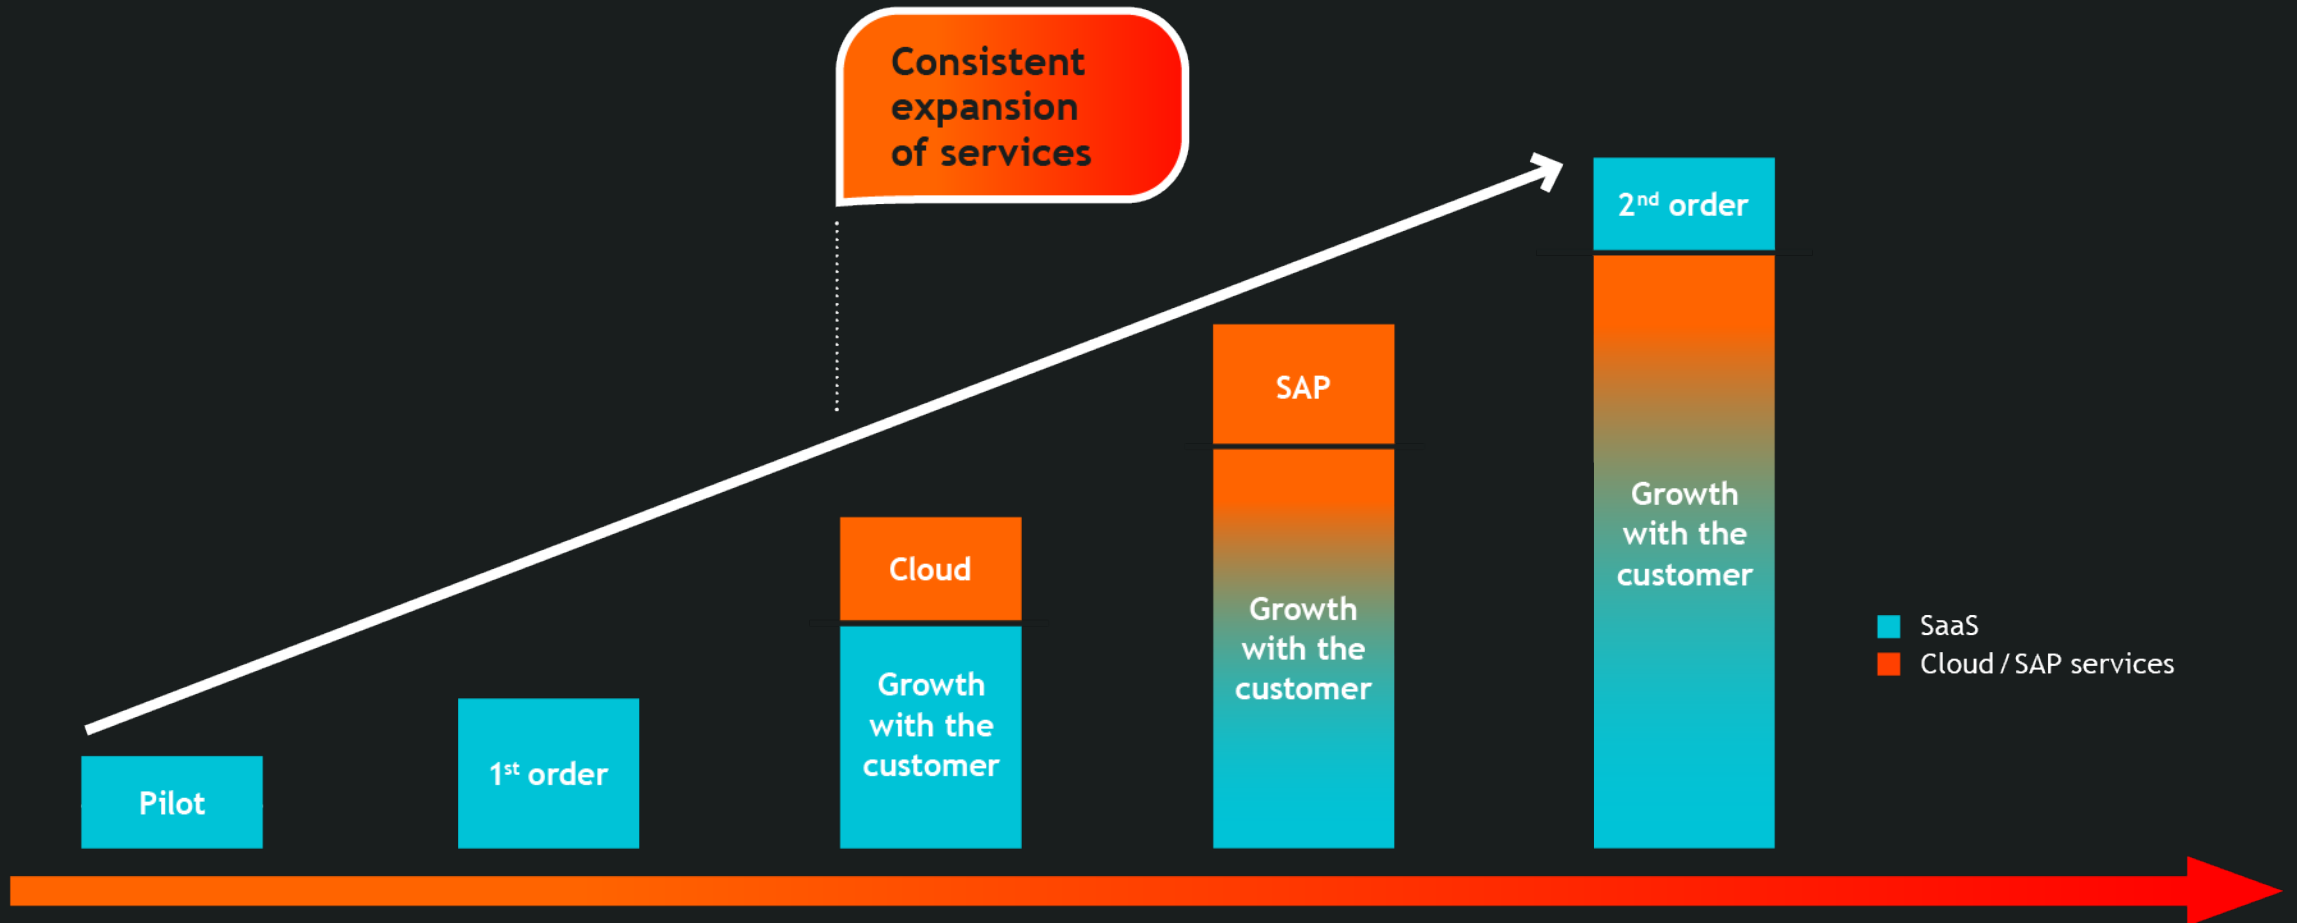 Consistent
expansion
of services
Pilot
1st order
Cloud
Growth
with the
customer
SAP
Growth
with the
customer
2nd order
Growth
with the
customer
SaaS
Cloud / SAP services